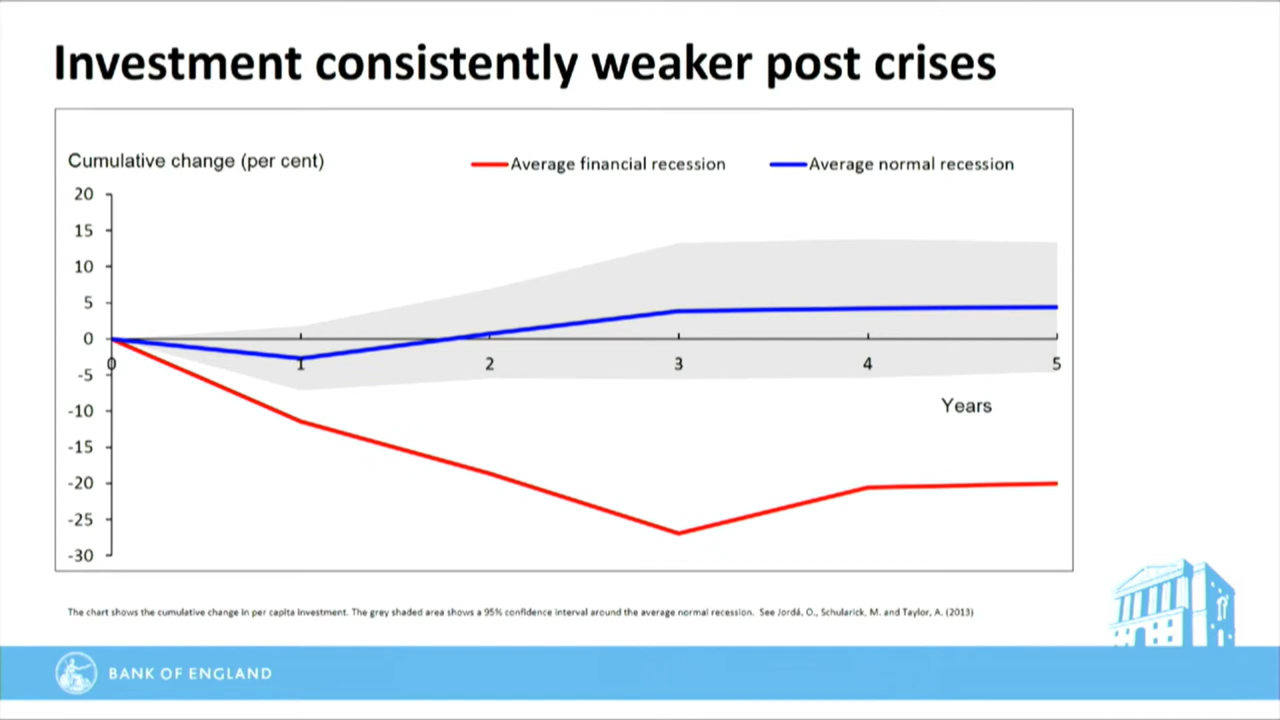 Investment consistently weaker post crises
Cumulative change (per cent)
Average financial recession
Average normal recession
20
15
10
5
0
-5
-10
-15
-20
-25
-30
0
1
2
3
4
5
Years
The chart shows the cumulative change in per capita investment. The grey shaded area shows a 95% confidence interval around the average normal recession. See Jordá, O., Schularick, M. and Taylor, A. (2013)
BANK OF ENGLAND